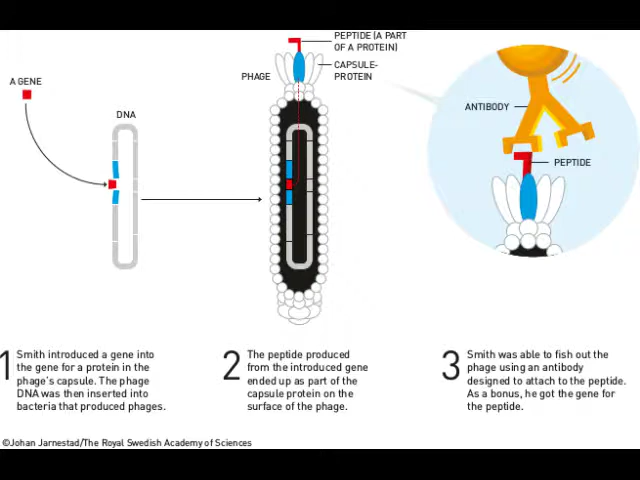 PEPTIDE (A PART
OF A PROTEIN)
CAPSULE-
PROTEIN
PHAGE
A GENE
DNA
ANTIBODY
PEPTIDE
1 Smith introduced a gene into
the gene for a protein in the
phage's capsule. The phage
DNA was then inserted into
bacteria that produced phages.
2 The peptide produced
from the introduced gene
ended up as part of the
capsule protein on the
surface of the phage.
3 Smith was able to fish out the
phage using an antibody
designed to attach to the peptide.
As a bonus, he got the gene for
the peptide.
©Johan Jarnestad/The Royal Swedish Academy of Sciences